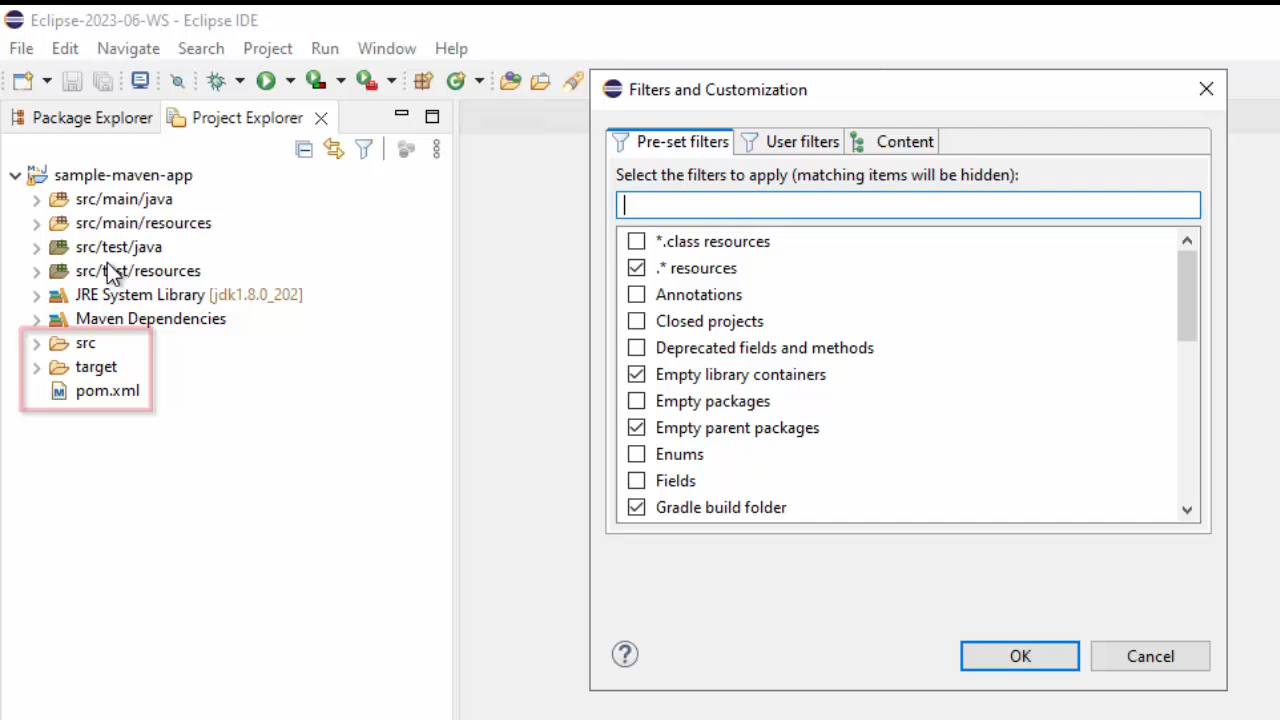 Eclipse-2023-06-WS - Eclipse IDE
File Edit Navigate Search Project Run Window Help
Package Explorer Project Explorer
sample-maven-app
src/main/java
src/main/resources
src/test/java
src/test/resources
JRE System Library [jdk1.8.0_202]
Maven Dependencies
src
target
pom.xml
Filters and Customization
Pre-set filters User filters Content
Select the filters to apply (matching items will be hidden):
*.class resources
.* resources
Annotations
Closed projects
Deprecated fields and methods
Empty library containers
Empty packages
Empty parent packages
Enums
Fields
Gradle build folder
OK Cancel